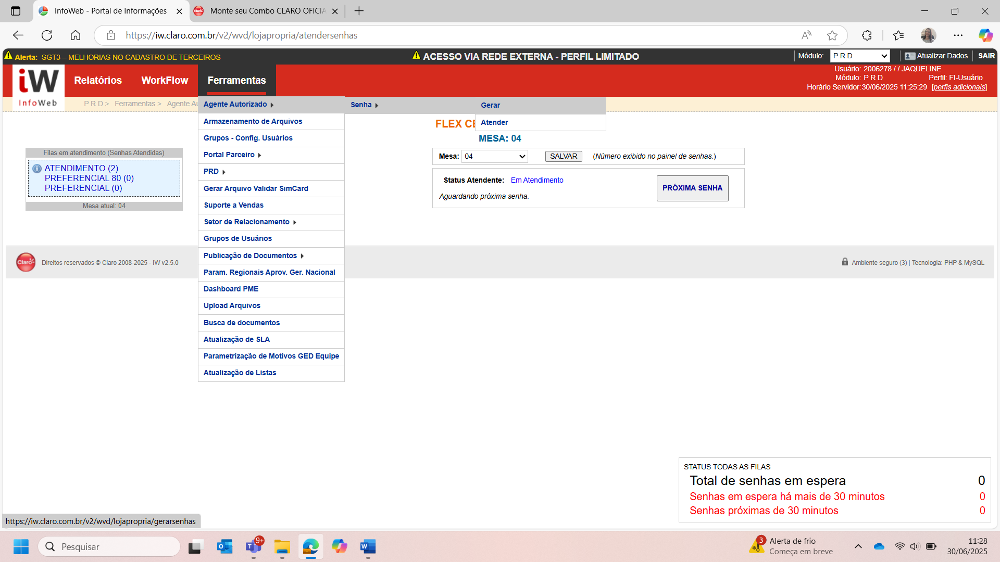 InfoWeb - Portal de Informações
Monte seu Combo CLARO OFICIA
https://iw.claro.com.br/v2/wvd/lojapropria/atendersenhas
Alerta: SGT3 – MELHORIAS NO CADASTRO DE TERCEIROS
ACESSO VIA REDE EXTERNA - PERFIL LIMITADO
Módulo: P R D Atualizar Dados SAIR
iW
InfoWeb
Relatórios WorkFlow Ferramentas
Usuário: 2006278 / / JAQUELINE
Módulo: P R D Perfil: FI-Usuário
Horário Servidor:30/06/2025 11:25:29 [perfis adicionais]
P R D > Ferramentas > Agente Au
Agente Autorizado
Armazenamento de Arquivos
Grupos - Config. Usuários
Portal Parceiro
PRD
Gerar Arquivo Validar SimCard
Suporte a Vendas
Setor de Relacionamento
Grupos de Usuários
Publicação de Documentos
Param. Regionais Aprov. Ger. Nacional
Dashboard PME
Upload Arquivos
Busca de documentos
Atualização de SLA
Parametrização de Motivos GED Equipe
Atualização de Listas
Senha
Gerar
Atender
FLEX CE
MESA: 04
Mesa: 04 SALVAR (Número exibido no painel de senhas.)
Status Atendente: Em Atendimento
Aguardando próxima senha.
PRÓXIMA SENHA
Filas em atendimento (Senhas Atendidas)
ATENDIMENTO (2)
PREFERENCIAL 80 (0)
PREFERENCIAL (0)
Mesa atual: 04
Claro
Direitos reservados © Claro 2008-2025 - IW v2.5.0
Ambiente seguro (3) | Tecnologia: PHP & MySQL
STATUS TODAS AS FILAS
Total de senhas em espera 0
Senhas em espera há mais de 30 minutos 0
Senhas próximas de 30 minutos 0
https://iw.claro.com.br/v2/wvd/lojapropria/gerarsenhas
Pesquisar
9+
3
Alerta de frio
Começa em breve
11:28
30/06/2025